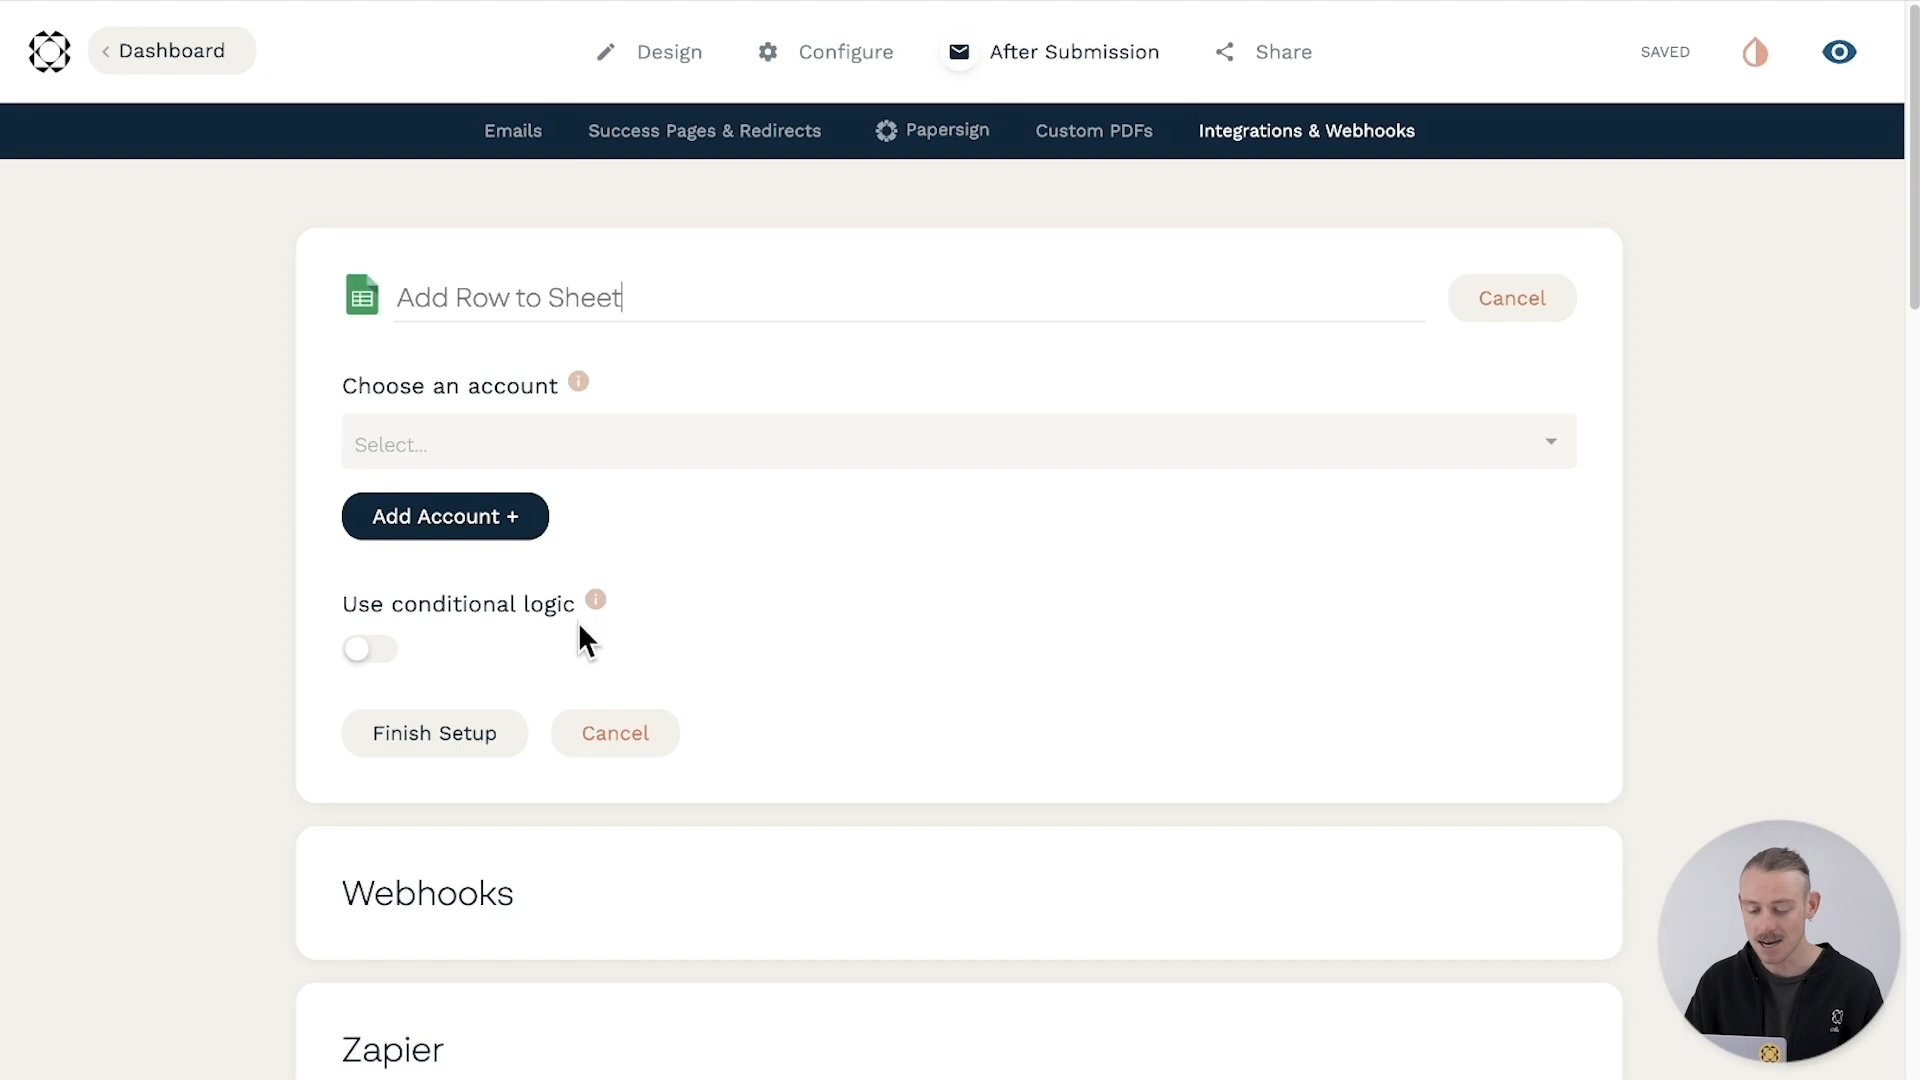 Dashboard
Design
Configure
After Submission
Share
SAVED
Emails
Success Pages & Redirects
Papersign
Custom PDFs
Integrations & Webhooks
Add Row to Sheet
Cancel
Choose an account
Select...
Add Account +
Use conditional logic
Finish Setup
Cancel
Webhooks
Zapier